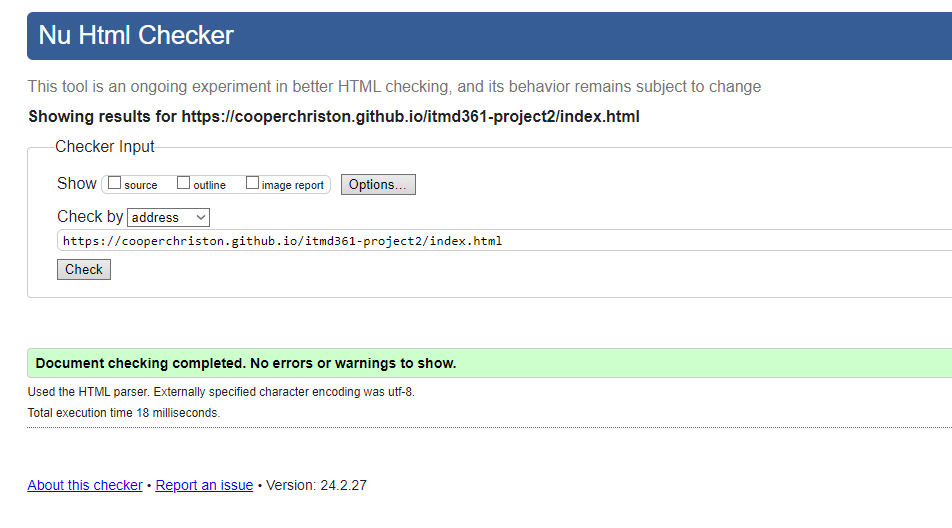 Nu Html Checker
This tool is an ongoing experiment in better HTML checking, and its behavior remains subject to change
Showing results for https://cooperchriston.github.io/itmd361-project2/index.html
Checker Input
Show source outline image report Options...
Check by address
https://cooperchriston.github.io/itmd361-project2/index.html
Check
Document checking completed. No errors or warnings to show.
Used the HTML parser. Externally specified character encoding was utf-8.
Total execution time 18 milliseconds.
About this checker • Report an issue • Version: 24.2.27